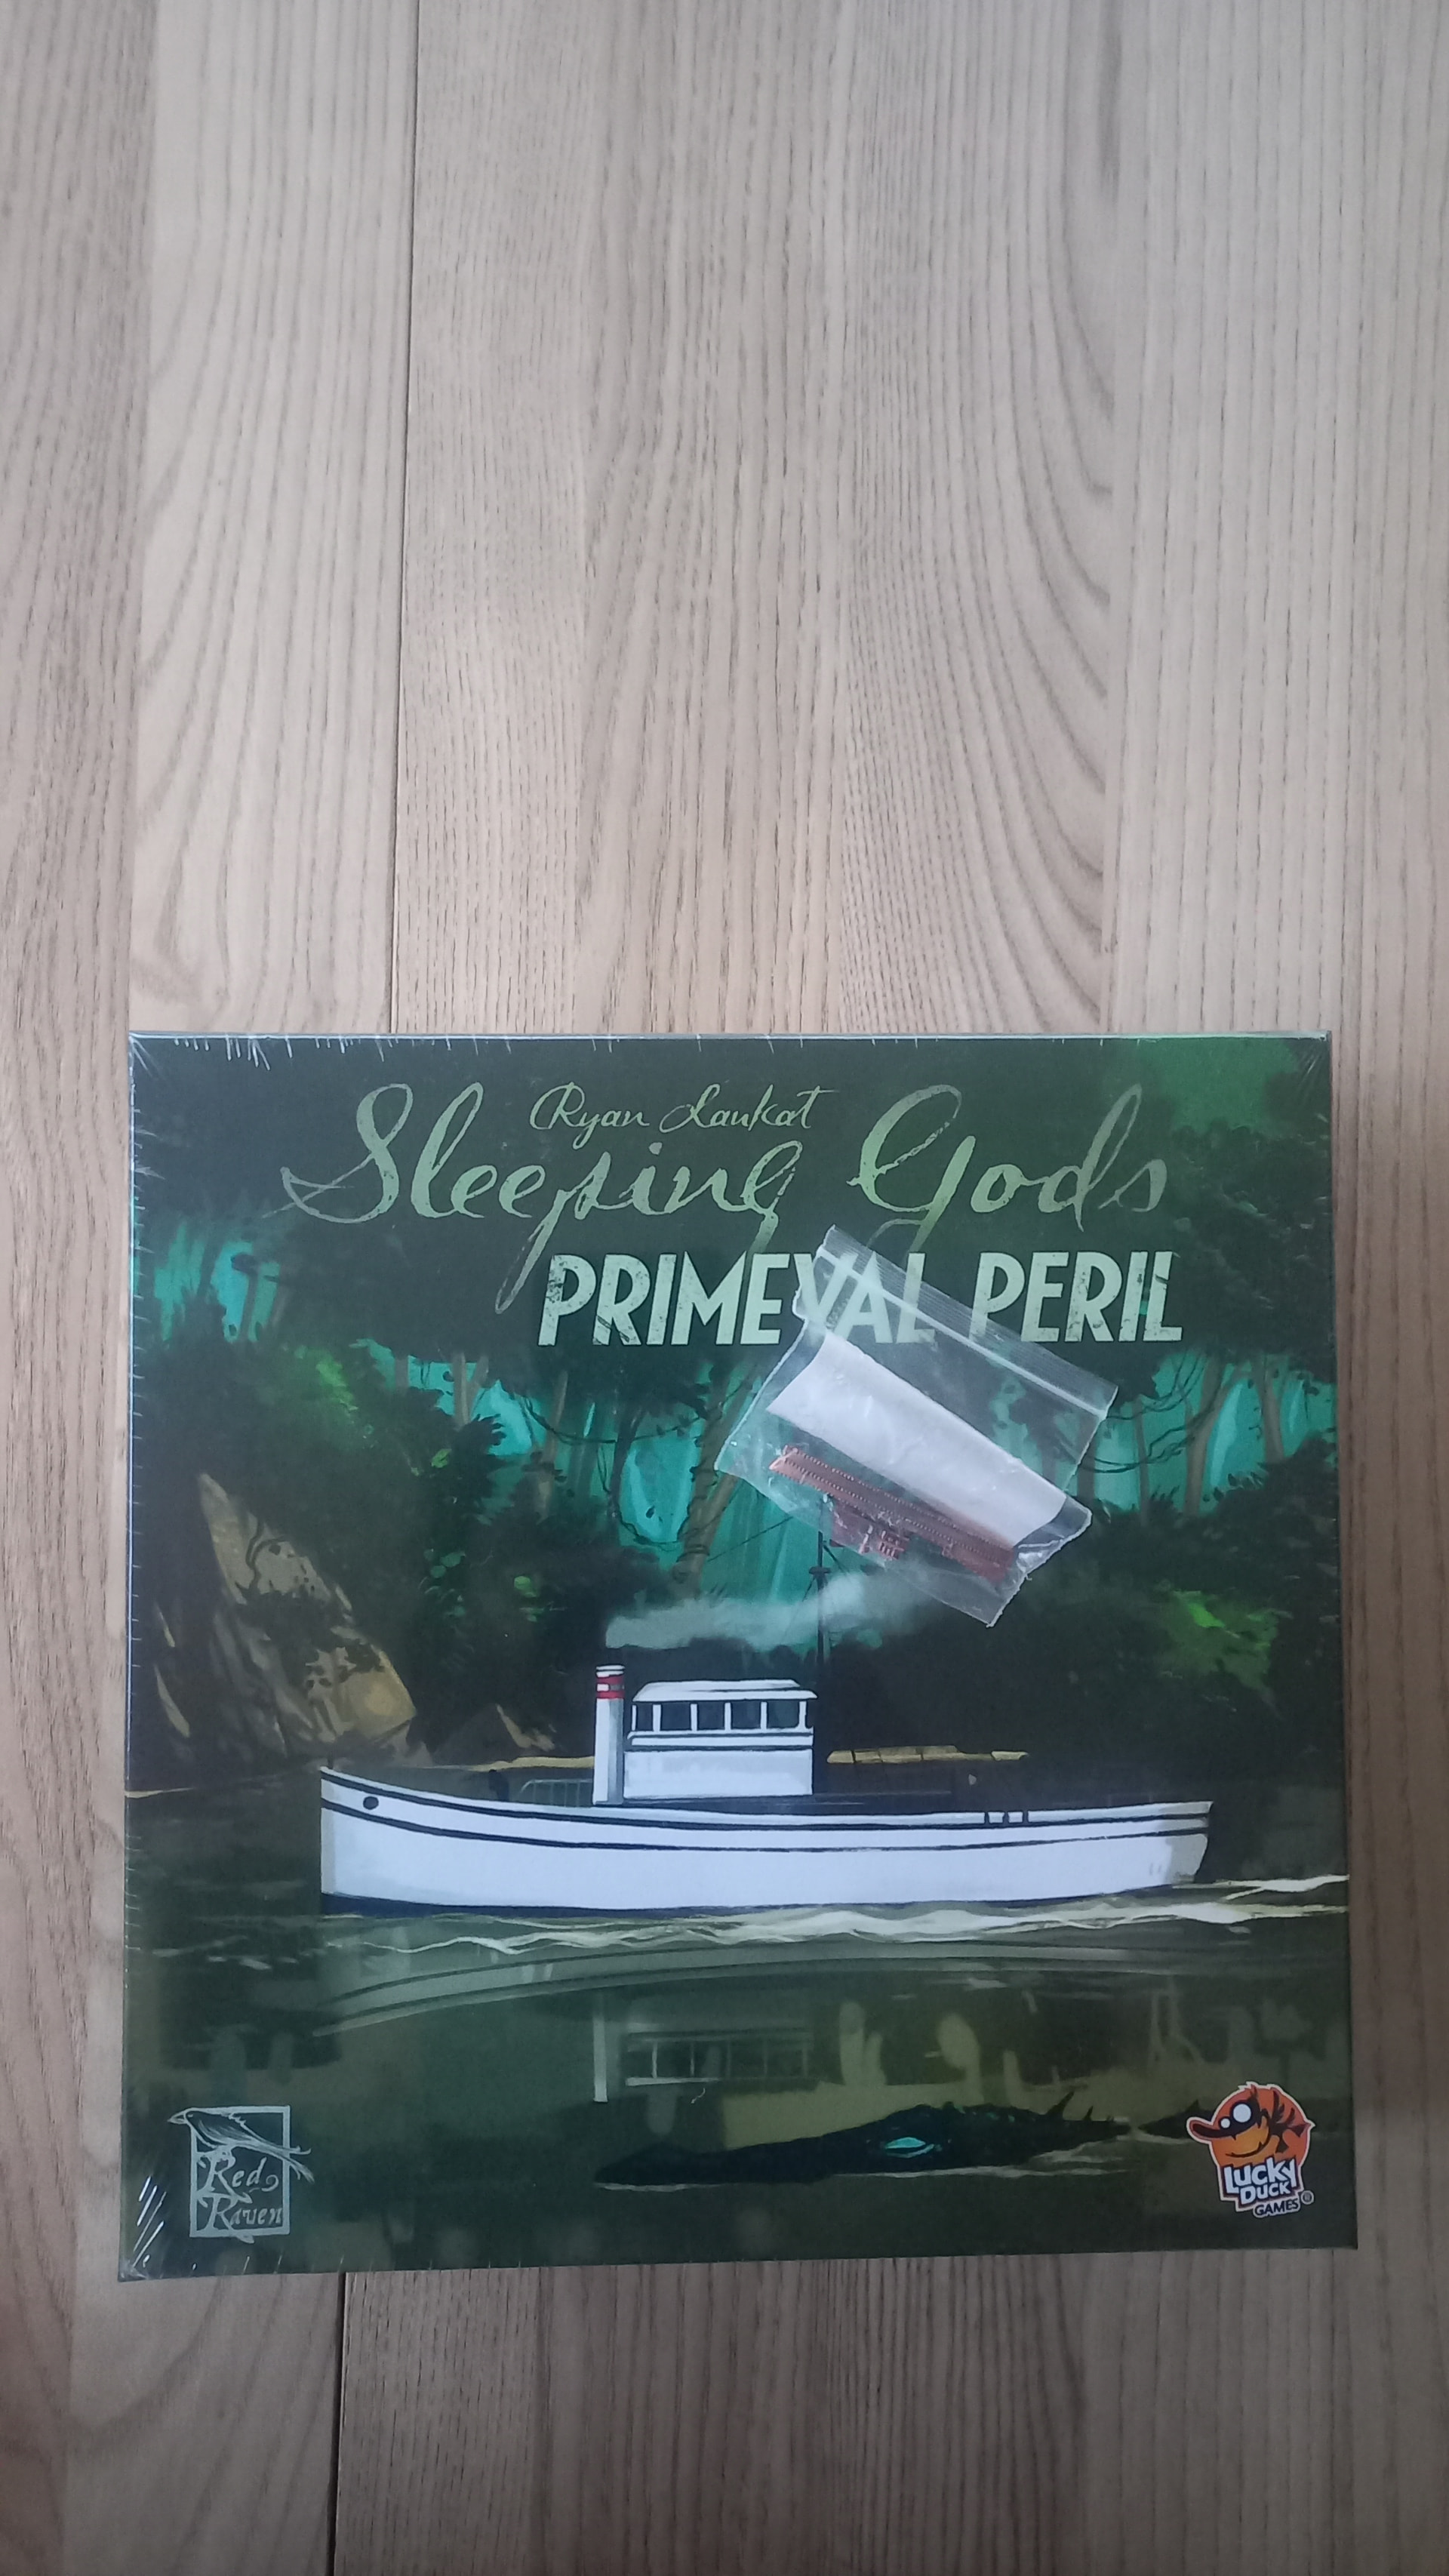 Ryan Laukat
Sleeping Gods
PRIMEVAL PERIL
Red
Raven
LUCKY
DUCK
GAMES®